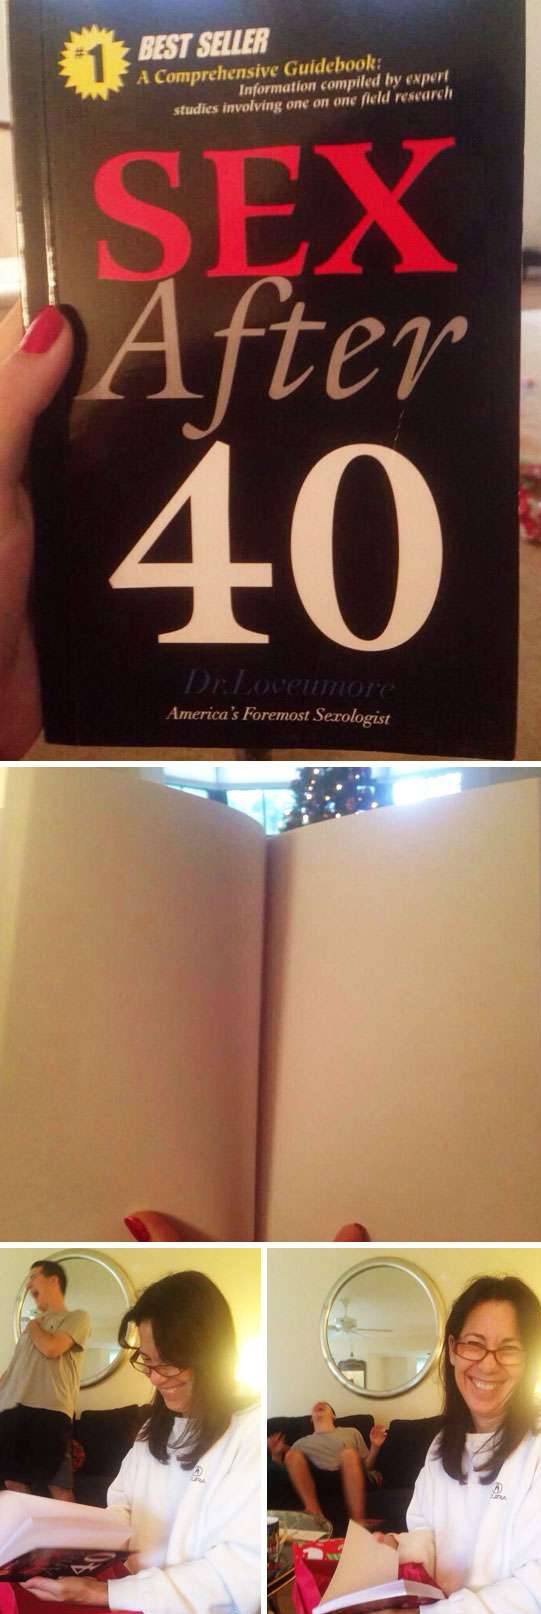 #1
BEST SELLER
A Comprehensive Guidebook:
Information compiled by expert
studies involving one on one field research
SEX
After
40
Dr.Loveumore
America's Foremost Sexologist
40